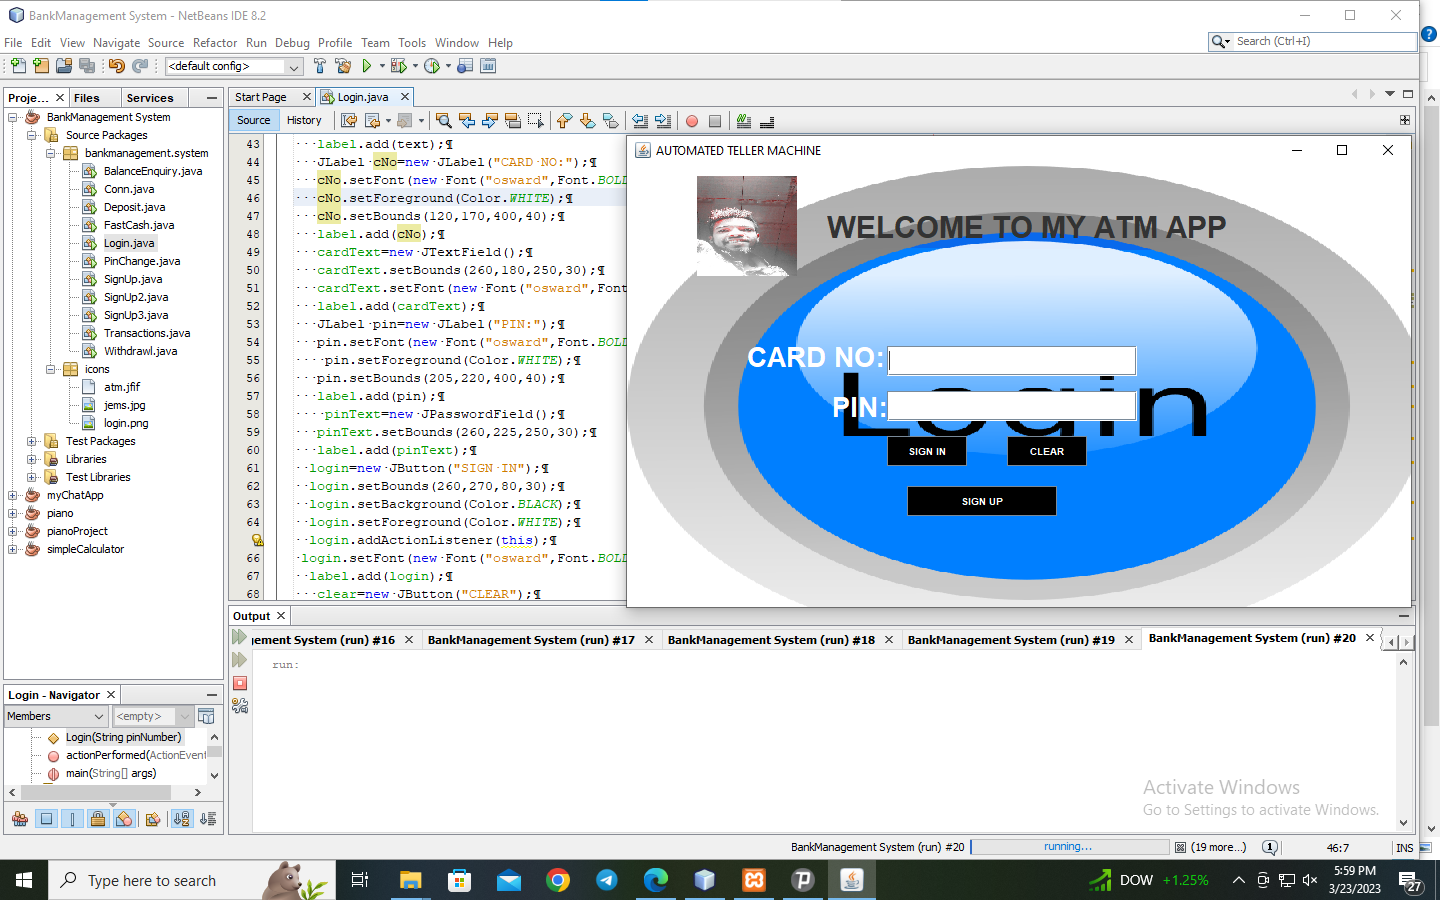 BankManagement System - NetBeans IDE 8.2
File Edit View Navigate Source Refactor Run Debug Profile Team Tools Window Help
Search (Ctrl+I)
<default config>
Proje... Files Services
BankManagement System
Source Packages
bankmanagement.system
BalanceEnquiry.java
Conn.java
Deposit.java
FastCash.java
Login.java
PinChange.java
SignUp.java
SignUp2.java
SignUp3.java
Transactions.java
Withdrawl.java
icons
atm.jfif
jems.jpg
login.png
Test Packages
Libraries
Test Libraries
myChatApp
piano
pianoProject
simpleCalculator
Start Page Login.java
Source History
43 label.add(text);¶
44 JLabel·cNo=new·JLabel("CARD·NO:");¶
45 cNo.setFont(new·Font("osward",Font.BOLD
46 cNo.setForeground(Color.WHITE);¶
47 cNo.setBounds(120,170,400,40);¶
48 label.add(cNo);¶
49 cardText=new·JTextField();¶
50 cardText.setBounds(260,180,250,30);¶
51 cardText.setFont(new·Font("osward",Font
52 label.add(cardText);¶
53 JLabel·pin=new·JLabel("PIN:");¶
54 pin.setFont(new·Font("osward",Font.BOLD
55 pin.setForeground(Color.WHITE);¶
56 pin.setBounds(205,220,400,40);¶
57 label.add(pin);¶
58 pinText=new·JPasswordField();¶
59 pinText.setBounds(260,225,250,30);¶
60 label.add(pinText);¶
61 login=new·JButton("SIGN·IN");¶
62 login.setBounds(260,270,80,30);¶
63 login.setBackground(Color.BLACK);¶
64 login.setForeground(Color.WHITE);¶
login.addActionListener(this);¶
66 login.setFont(new·Font("osward",Font.BOLD
67 label.add(login);¶
68 clear=new·JButton("CLEAR");¶
AUTOMATED TELLER MACHINE
WELCOME TO MY ATM APP
CARD NO:
Login
PIN:
SIGN IN CLEAR
SIGN UP
Output
gement System (run) #16 BankManagement System (run) #17 BankManagement System (run) #18 BankManagement System (run) #19 BankManagement System (run) #20
run:
Login - Navigator
Members <empty>
Login(String pinNumber)
actionPerformed(ActionEvent
main(String[] args)
Activate Windows
Go to Settings to activate Windows.
BankManagement System (run) #20 running... (19 more...) 1 46:7 INS
Type here to search
DOW +1.25%
5:59 PM
3/23/2023
27